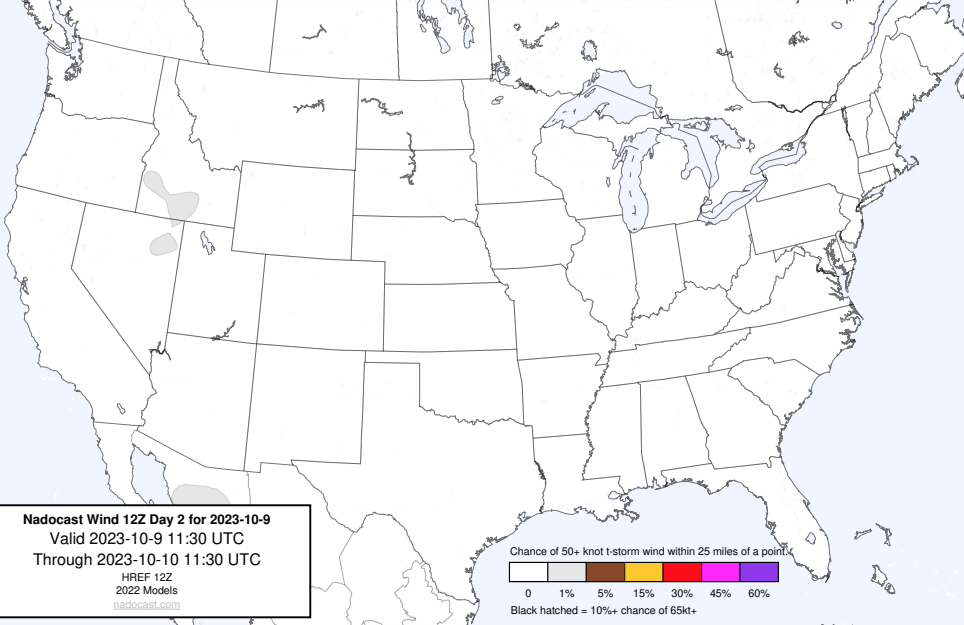 Nadocast Wind 12Z Day 2 for 2023-10-9
Valid 2023-10-9 11:30 UTC
Through 2023-10-10 11:30 UTC
HREF 12Z
2022 Models
nadocast.com
Chance of 50+ knot t-storm wind within 25 miles of a point.
0 1% 5% 15% 30% 45% 60%
Black hatched = 10%+ chance of 65kt+